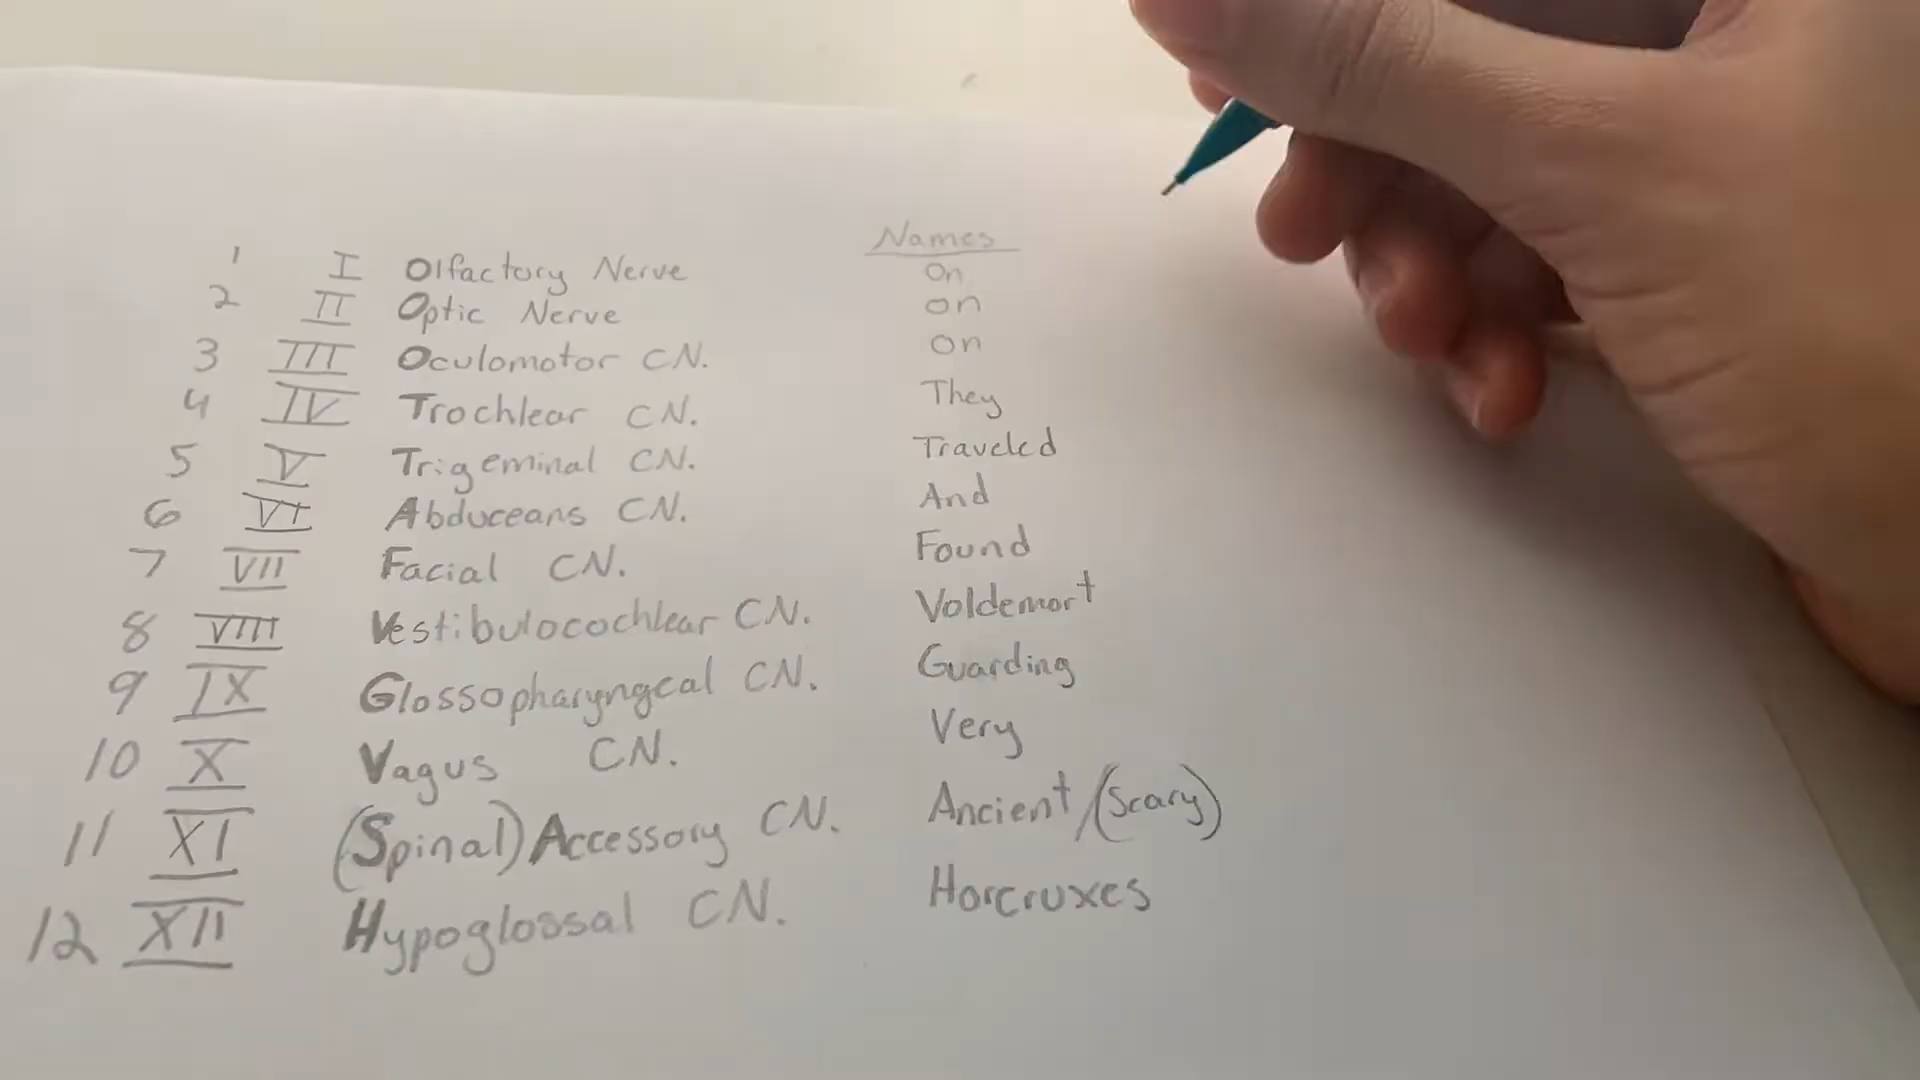 Names
1 I Olfactory Nerve On
2 II Optic Nerve on
3 III Oculomotor CN. on
4 IV Trochlear CN. They
5 V Trigeminal CN. Traveled
6 VI Abduceans CN. And
7 VII Facial CN. Found
8 VIII Vestibulocochlear CN. Voldemort
9 IX Glossopharyngeal CN. Guarding
10 X Vagus CN. Very
11 XI (Spinal) Accessory CN. Ancient/(Scary)
12 XII Hypoglossal CN. Horcruxes